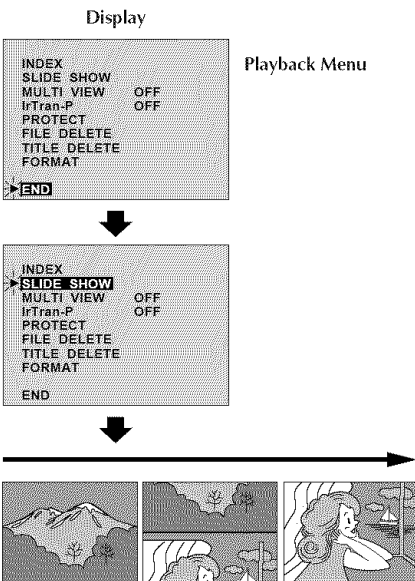 Display
Playback Menu
INDEX
SLIDE SHOW
MULTI VIEW OFF
IrTran-P OFF
PROTECT
FILE DELETE
TITLE DELETE
FORMAT
END
INDEX
SLIDE SHOW
MULTI VIEW OFF
IrTran-P OFF
PROTECT
FILE DELETE
TITLE DELETE
FORMAT
END